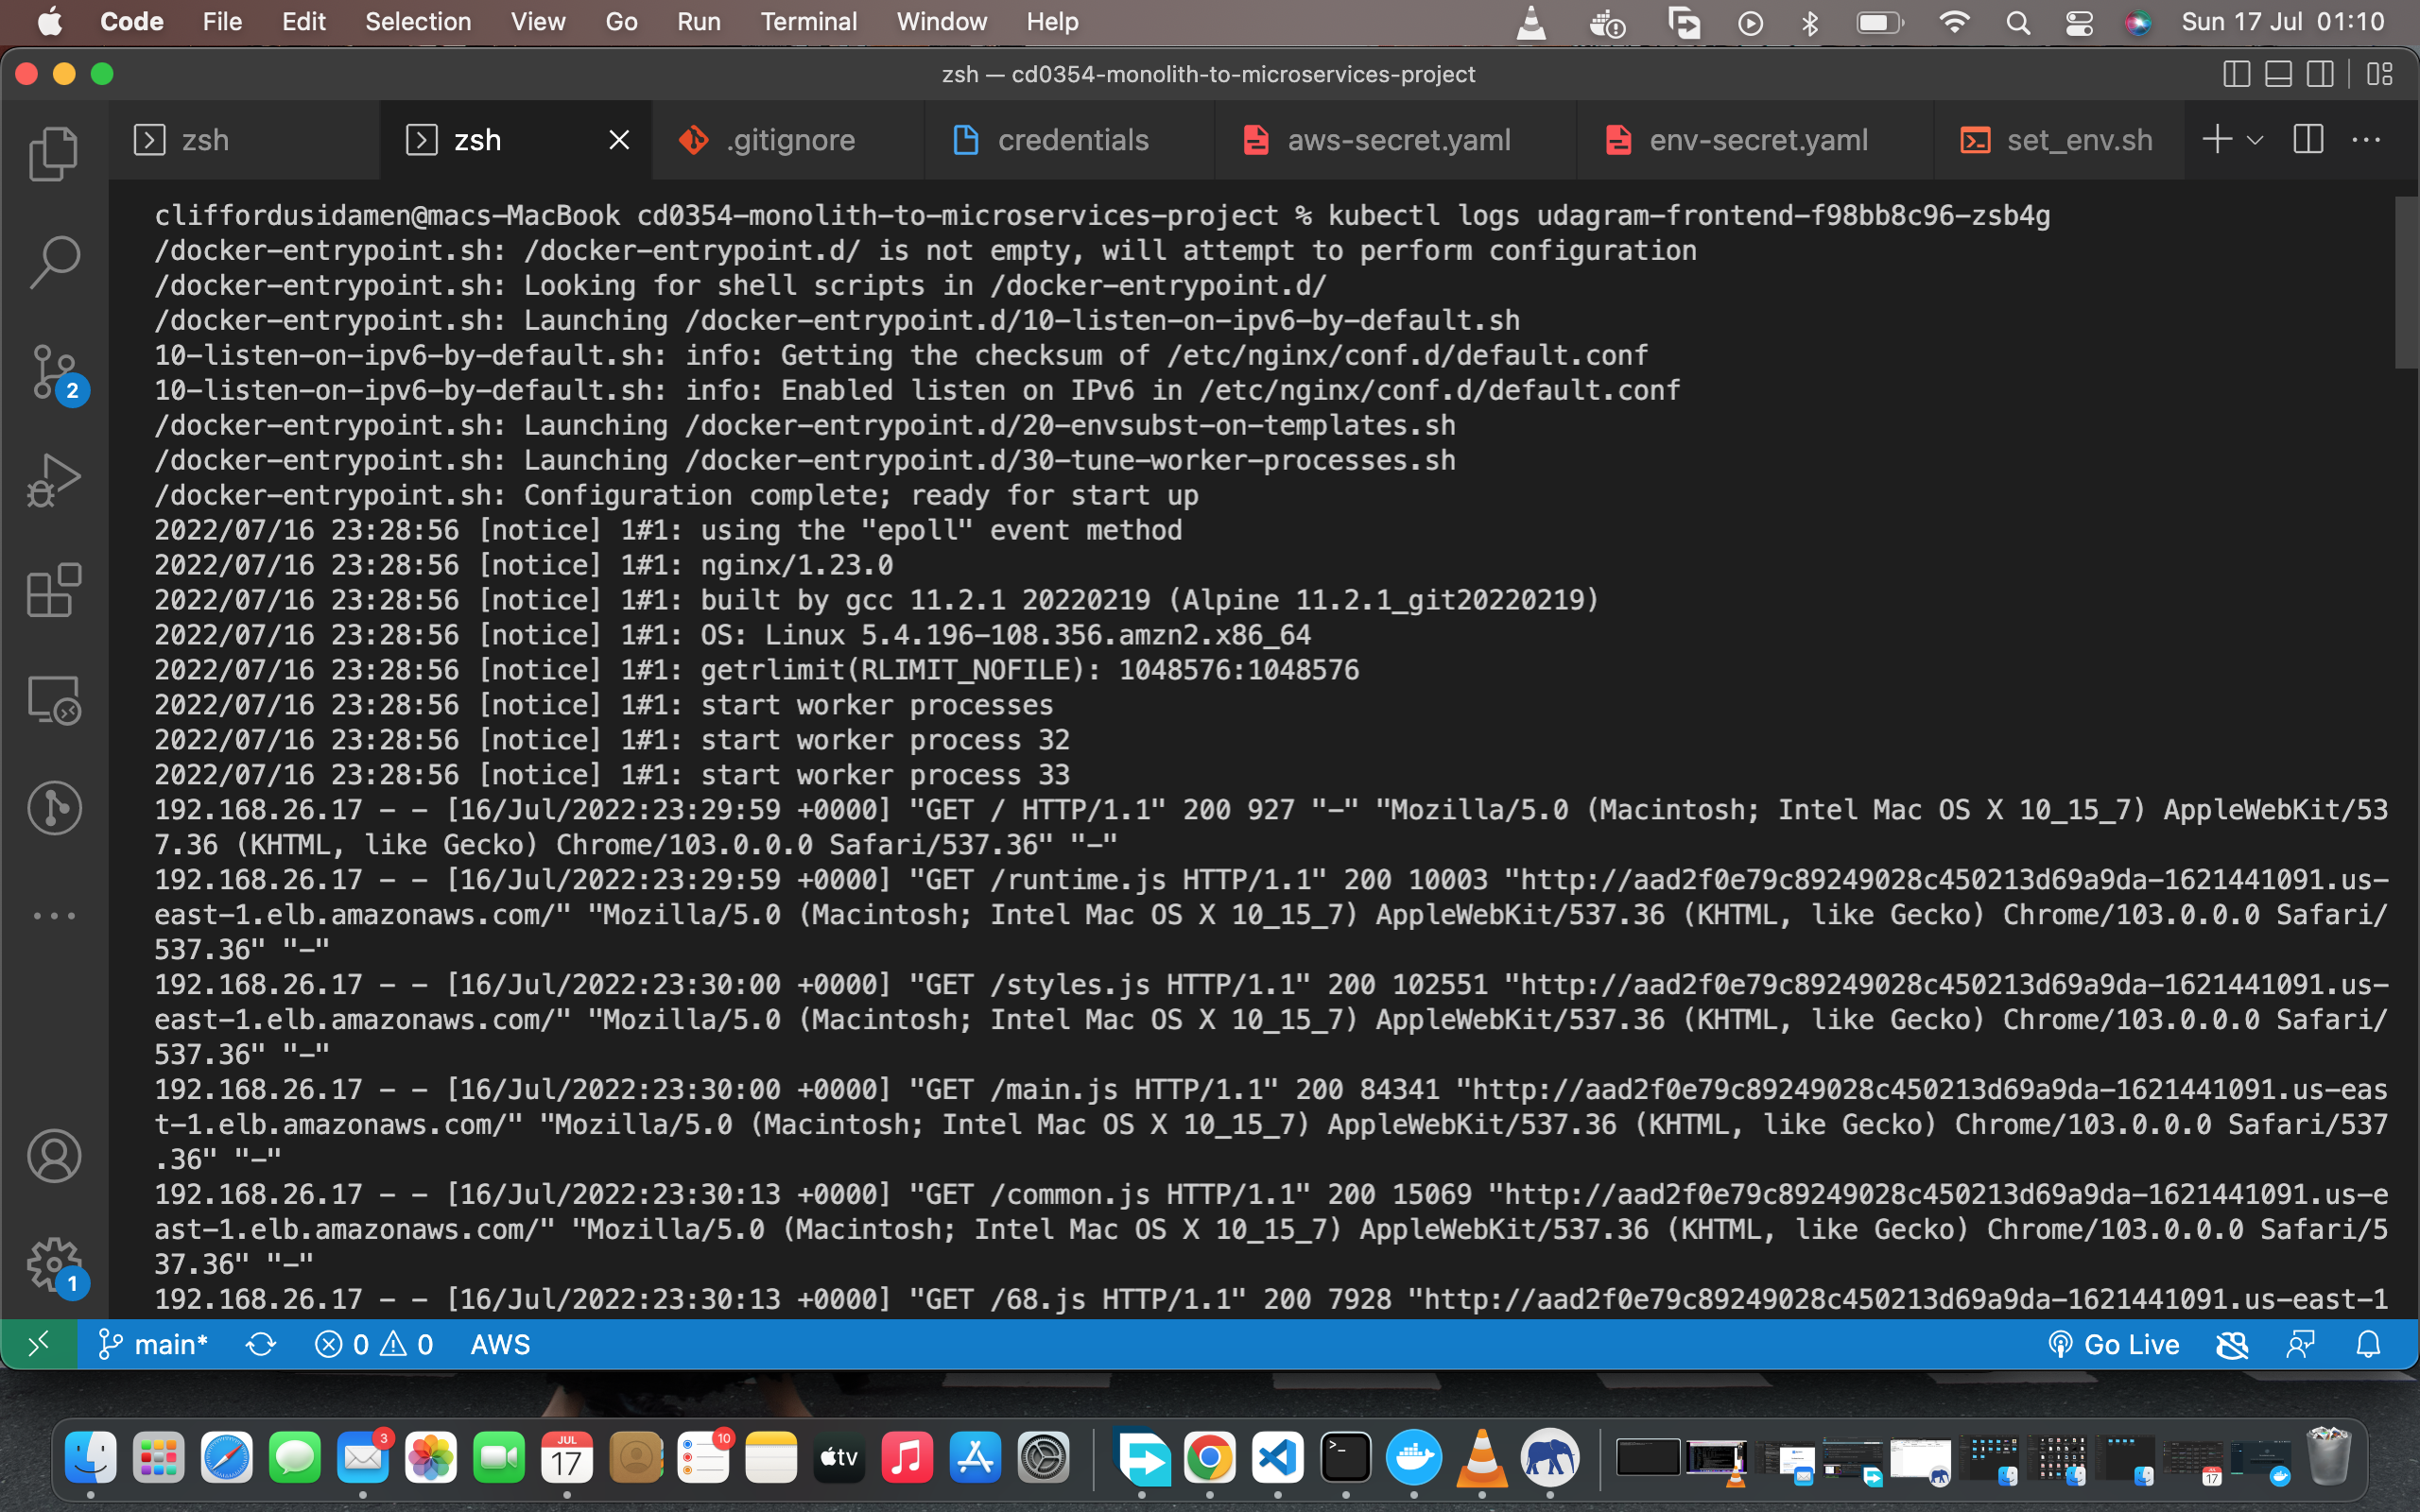 Code File Edit Selection View Go Run Terminal Window Help Sun 17 Jul 01:10
zsh — cd0354-monolith-to-microservices-project
zsh zsh .gitignore credentials aws-secret.yaml env-secret.yaml set_env.sh
cliffordusidamen@macs-MacBook cd0354-monolith-to-microservices-project % kubectl logs udagram-frontend-f98bb8c96-zsb4g
/docker-entrypoint.sh: /docker-entrypoint.d/ is not empty, will attempt to perform configuration
/docker-entrypoint.sh: Looking for shell scripts in /docker-entrypoint.d/
/docker-entrypoint.sh: Launching /docker-entrypoint.d/10-listen-on-ipv6-by-default.sh
10-listen-on-ipv6-by-default.sh: info: Getting the checksum of /etc/nginx/conf.d/default.conf
10-listen-on-ipv6-by-default.sh: info: Enabled listen on IPv6 in /etc/nginx/conf.d/default.conf
/docker-entrypoint.sh: Launching /docker-entrypoint.d/20-envsubst-on-templates.sh
/docker-entrypoint.sh: Launching /docker-entrypoint.d/30-tune-worker-processes.sh
/docker-entrypoint.sh: Configuration complete; ready for start up
2022/07/16 23:28:56 [notice] 1#1: using the "epoll" event method
2022/07/16 23:28:56 [notice] 1#1: nginx/1.23.0
2022/07/16 23:28:56 [notice] 1#1: built by gcc 11.2.1 20220219 (Alpine 11.2.1_git20220219)
2022/07/16 23:28:56 [notice] 1#1: OS: Linux 5.4.196-108.356.amzn2.x86_64
2022/07/16 23:28:56 [notice] 1#1: getrlimit(RLIMIT_NOFILE): 1048576:1048576
2022/07/16 23:28:56 [notice] 1#1: start worker processes
2022/07/16 23:28:56 [notice] 1#1: start worker process 32
2022/07/16 23:28:56 [notice] 1#1: start worker process 33
192.168.26.17 - - [16/Jul/2022:23:29:59 +0000] "GET / HTTP/1.1" 200 927 "-" "Mozilla/5.0 (Macintosh; Intel Mac OS X 10_15_7) AppleWebKit/53
7.36 (KHTML, like Gecko) Chrome/103.0.0.0 Safari/537.36" "-"
192.168.26.17 - - [16/Jul/2022:23:29:59 +0000] "GET /runtime.js HTTP/1.1" 200 10003 "http://aad2f0e79c89249028c450213d69a9da-1621441091.us-
east-1.elb.amazonaws.com/" "Mozilla/5.0 (Macintosh; Intel Mac OS X 10_15_7) AppleWebKit/537.36 (KHTML, like Gecko) Chrome/103.0.0.0 Safari/
537.36" "-"
192.168.26.17 - - [16/Jul/2022:23:30:00 +0000] "GET /styles.js HTTP/1.1" 200 102551 "http://aad2f0e79c89249028c450213d69a9da-1621441091.us-
east-1.elb.amazonaws.com/" "Mozilla/5.0 (Macintosh; Intel Mac OS X 10_15_7) AppleWebKit/537.36 (KHTML, like Gecko) Chrome/103.0.0.0 Safari/
537.36" "-"
192.168.26.17 - - [16/Jul/2022:23:30:00 +0000] "GET /main.js HTTP/1.1" 200 84341 "http://aad2f0e79c89249028c450213d69a9da-1621441091.us-eas
t-1.elb.amazonaws.com/" "Mozilla/5.0 (Macintosh; Intel Mac OS X 10_15_7) AppleWebKit/537.36 (KHTML, like Gecko) Chrome/103.0.0.0 Safari/537
.36" "-"
192.168.26.17 - - [16/Jul/2022:23:30:13 +0000] "GET /common.js HTTP/1.1" 200 15069 "http://aad2f0e79c89249028c450213d69a9da-1621441091.us-e
ast-1.elb.amazonaws.com/" "Mozilla/5.0 (Macintosh; Intel Mac OS X 10_15_7) AppleWebKit/537.36 (KHTML, like Gecko) Chrome/103.0.0.0 Safari/5
37.36" "-"
192.168.26.17 - - [16/Jul/2022:23:30:13 +0000] "GET /68.js HTTP/1.1" 200 7928 "http://aad2f0e79c89249028c450213d69a9da-1621441091.us-east-1
2
1
main* 0 0 AWS Go Live
3 JUL 17 10 tv